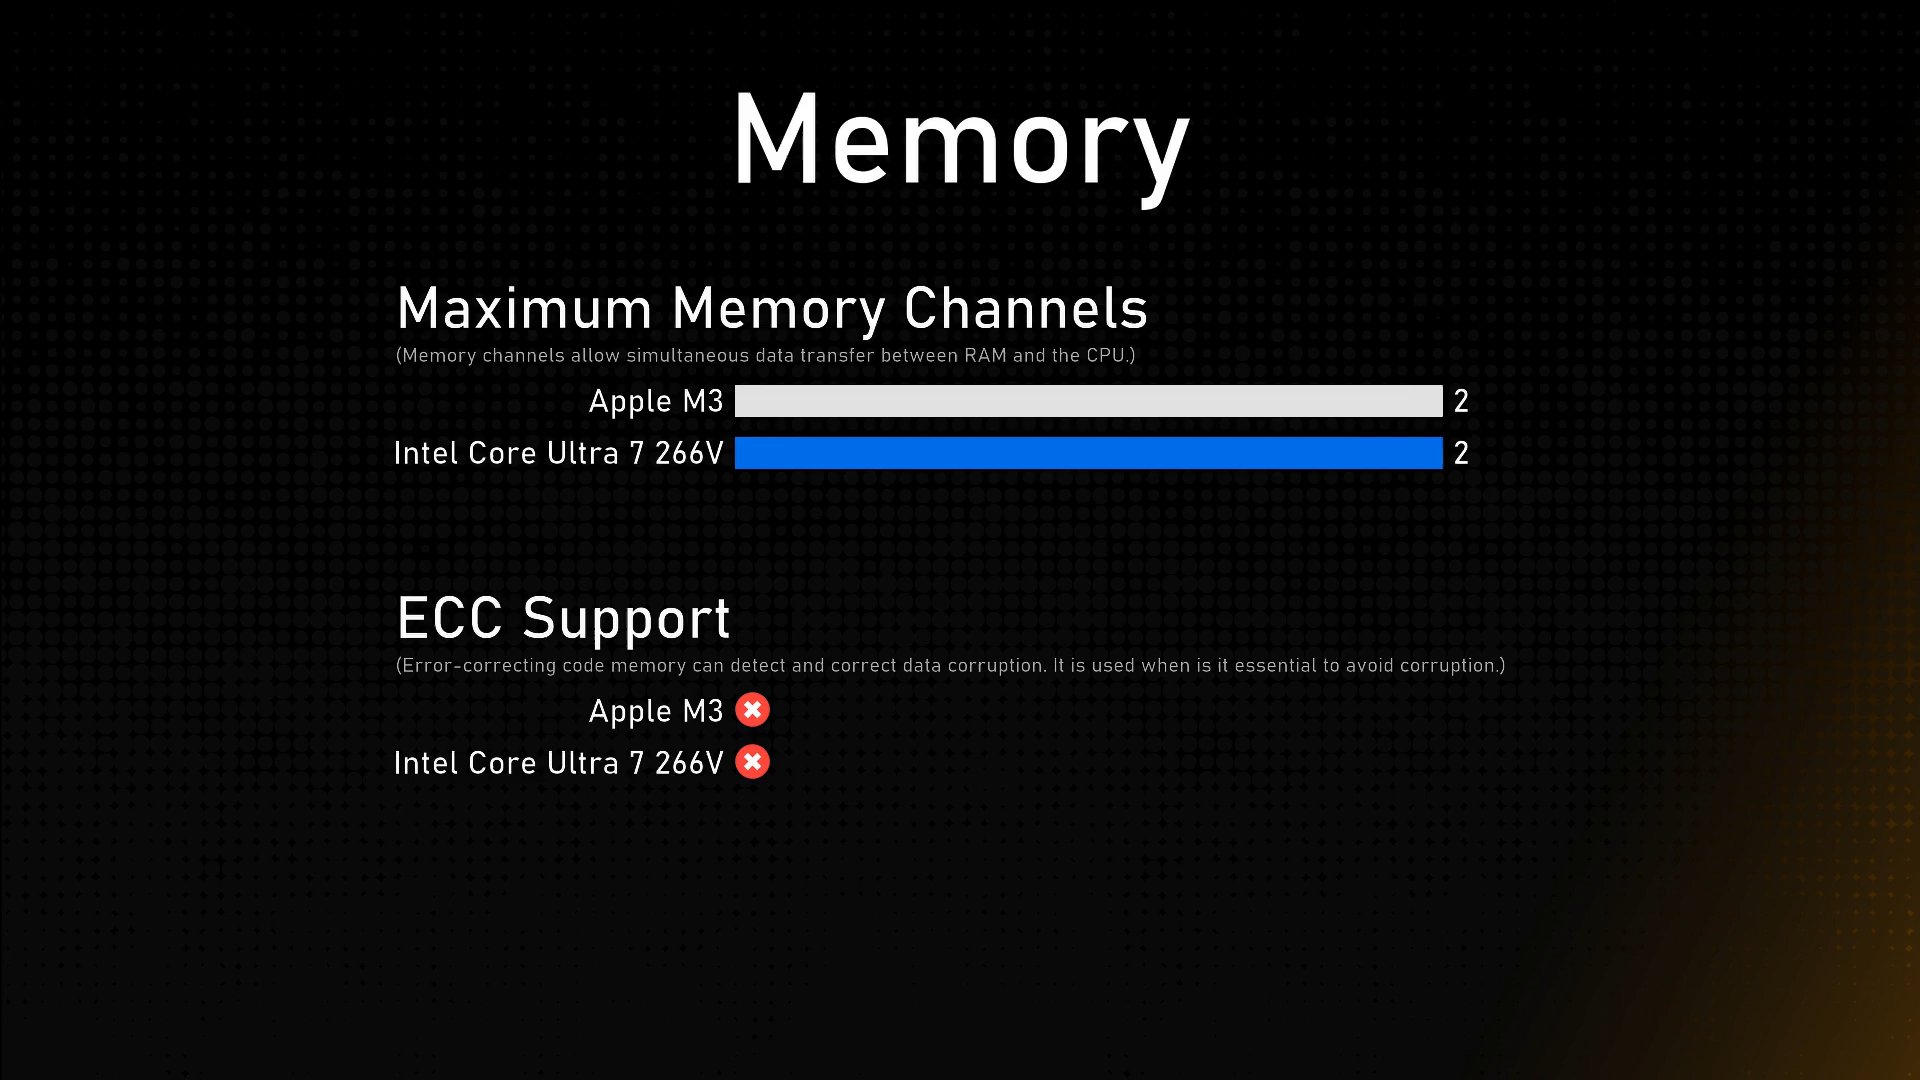 Memory
Maximum Memory Channels
(Memory channels allow simultaneous data transfer between RAM and the CPU.)
Apple M3 2
Intel Core Ultra 7 266V 2
ECC Support
(Error-correcting code memory can detect and correct data corruption. It is used when is it essential to avoid corruption.)
Apple M3
Intel Core Ultra 7 266V